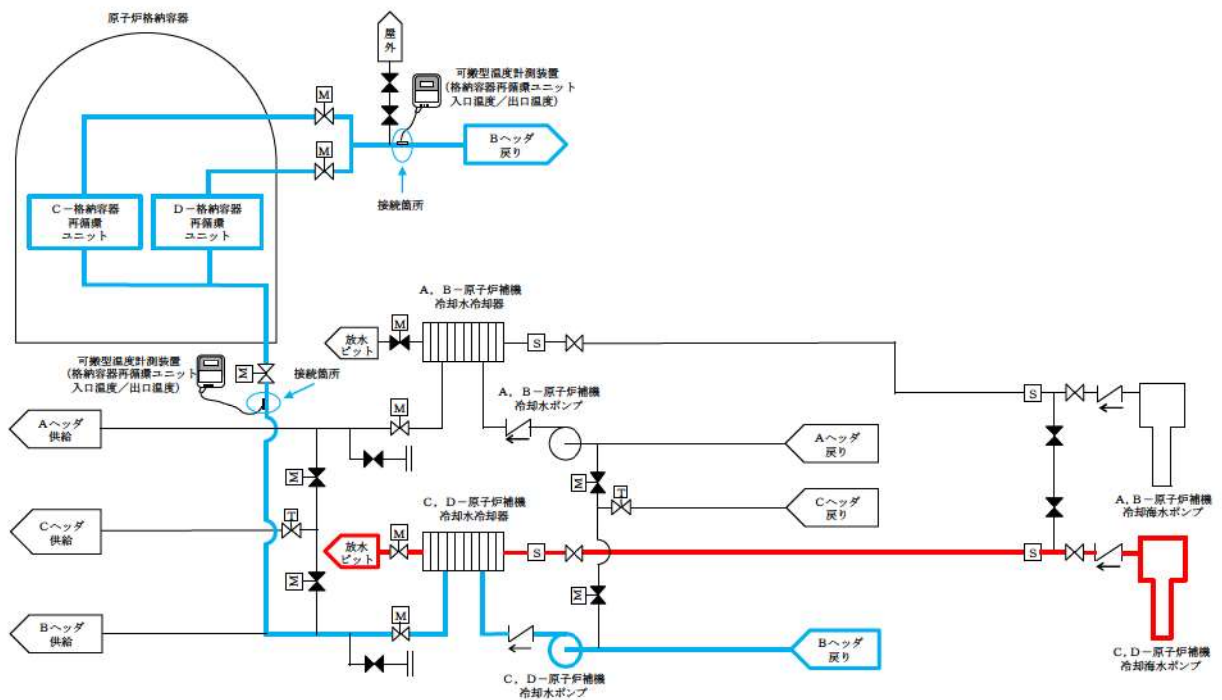 原子炉格納容器
屋外
可搬型温度計測装置
(格納容器再循環ユニット
入口温度／出口温度)
M
M
Bヘッダ
戻り
接続箇所
C－格納容器
再循環
ユニット
D－格納容器
再循環
ユニット
A，B－原子炉補機
冷却水冷却器
放水
ピット
M
S
可搬型温度計測装置
(格納容器再循環ユニット
入口温度／出口温度)
M
接続箇所
S
A，B－原子炉補機
冷却水ポンプ
Aヘッダ
供給
M
Aヘッダ
戻り
M
M
Cヘッダ
戻り
T
A，B－原子炉補機
冷却海水ポンプ
C，D－原子炉補機
冷却水冷却器
Cヘッダ
供給
T
放水
ピット
M
S
S
M
M
Bヘッダ
供給
M
Bヘッダ
戻り
C，D－原子炉補機
冷却水ポンプ
C，D－原子炉補機
冷却海水ポンプ